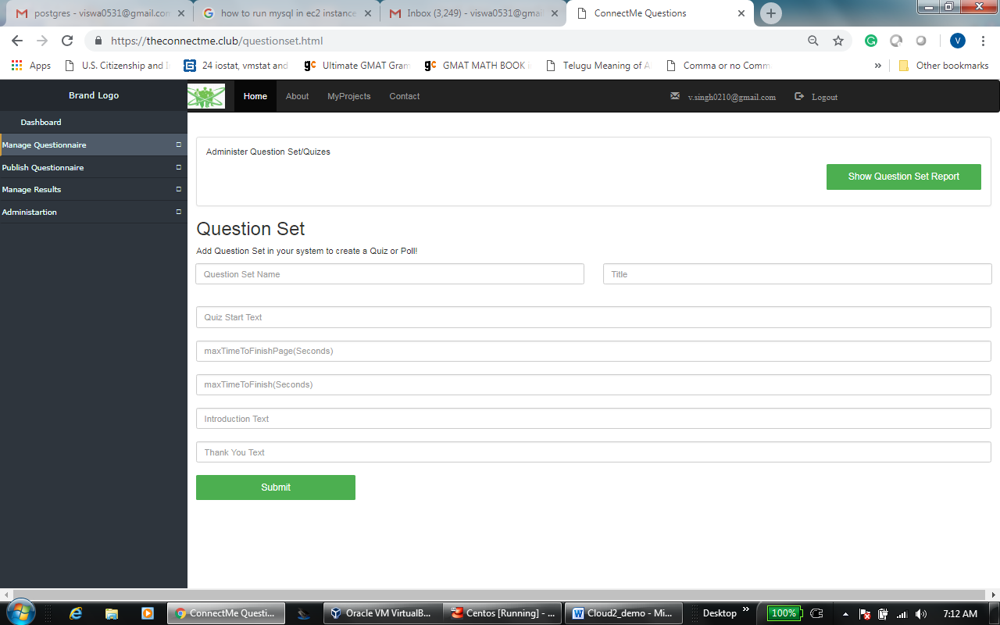 postgres - viswa0531@gmail.com
how to run mysql in ec2 instance
Inbox (3,249) - viswa0531@gmai
ConnectMe Questions
https://theconnectme.club/questionset.html
V
Apps
U.S. Citizenship and I
24 iostat, vmstat and
Ultimate GMAT Gram
GMAT MATH BOOK i
Telugu Meaning of A
Comma or no Comm
»
Other bookmarks
Brand Logo
Home
About
MyProjects
Contact
v.singh0210@gmail.com
Logout
Dashboard
Manage Questionnaire
Publish Questionnaire
Manage Results
Administartion
Administer Question Set/Quizes
Show Question Set Report
Question Set
Add Question Set in your system to create a Quiz or Poll!
Question Set Name
Title
Quiz Start Text
maxTimeToFinishPage(Seconds)
maxTimeToFinish(Seconds)
Introduction Text
Thank You Text
Submit
ConnectMe Questi...
Oracle VM VirtualB...
Centos [Running] - ...
Cloud2_demo - Mi...
Desktop
»
100%
7:12 AM